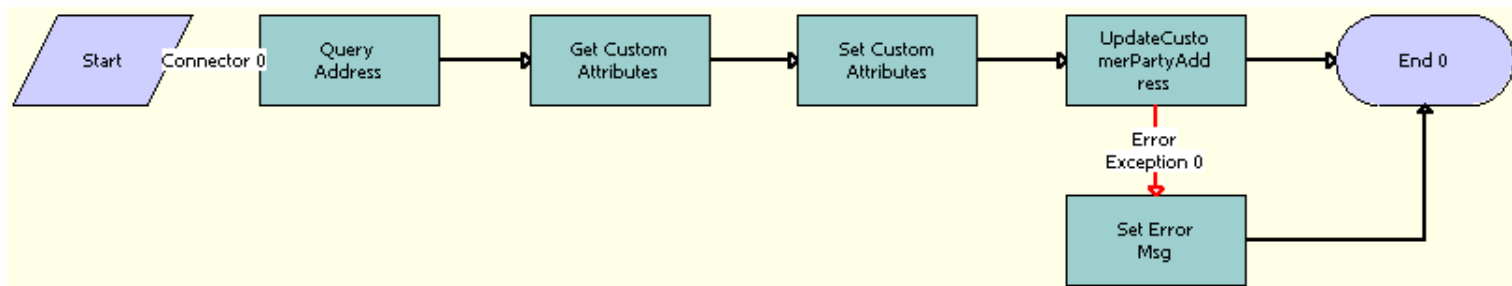 Start
Connector 0
Query
Address
Get Custom
Attributes
Set Custom
Attributes
UpdateCusto
merPartyAdd
ress
End 0
Error
Exception 0
Set Error
Msg